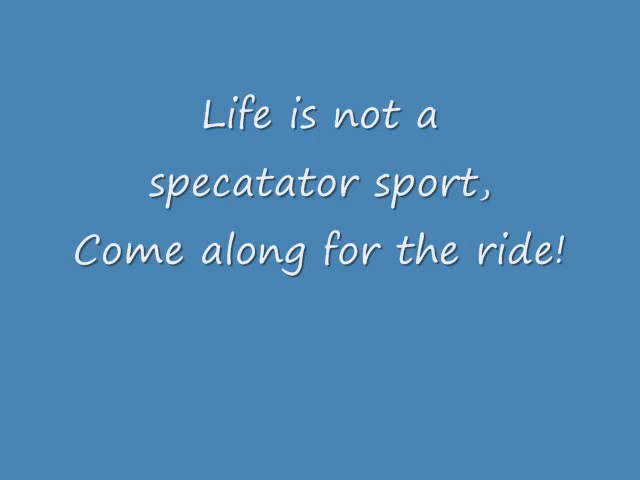 Life is not a
specatator sport,
Come along for the ride!